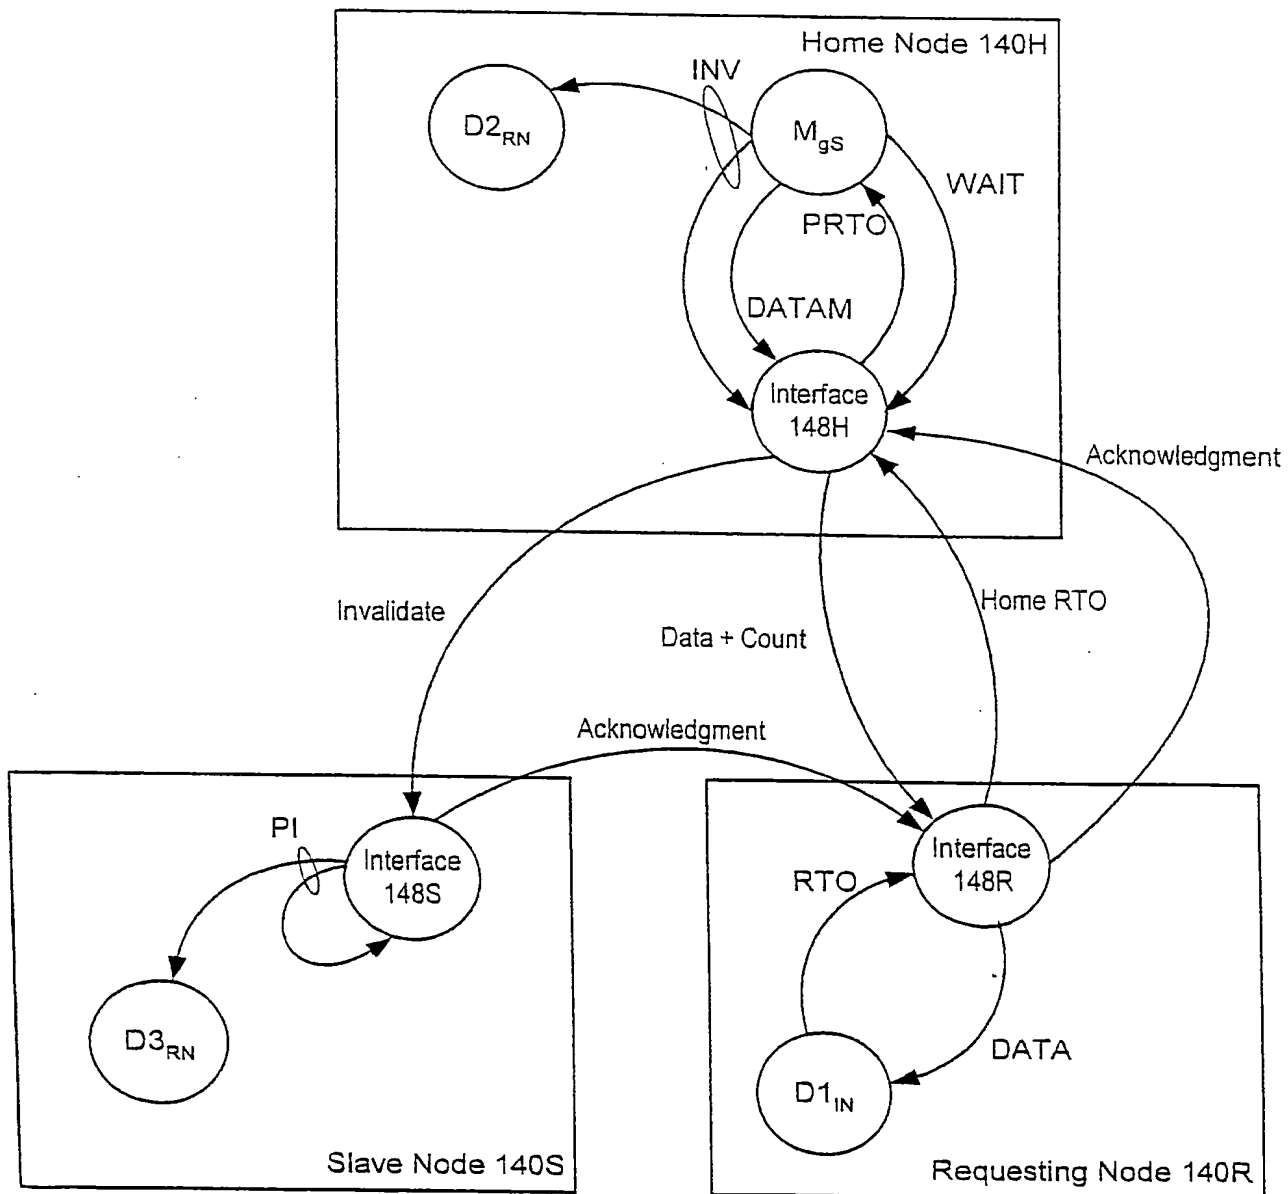 Home Node 140H
INV
D2RN
MgS
WAIT
PRTO
DATAM
Interface
148H
Acknowledgment
Invalidate
Data + Count
Home RTO
Acknowledgment
PI
Interface
148S
Interface
148R
RTO
D3RN
DATA
D1IN
Slave Node 140S
Requesting Node 140R